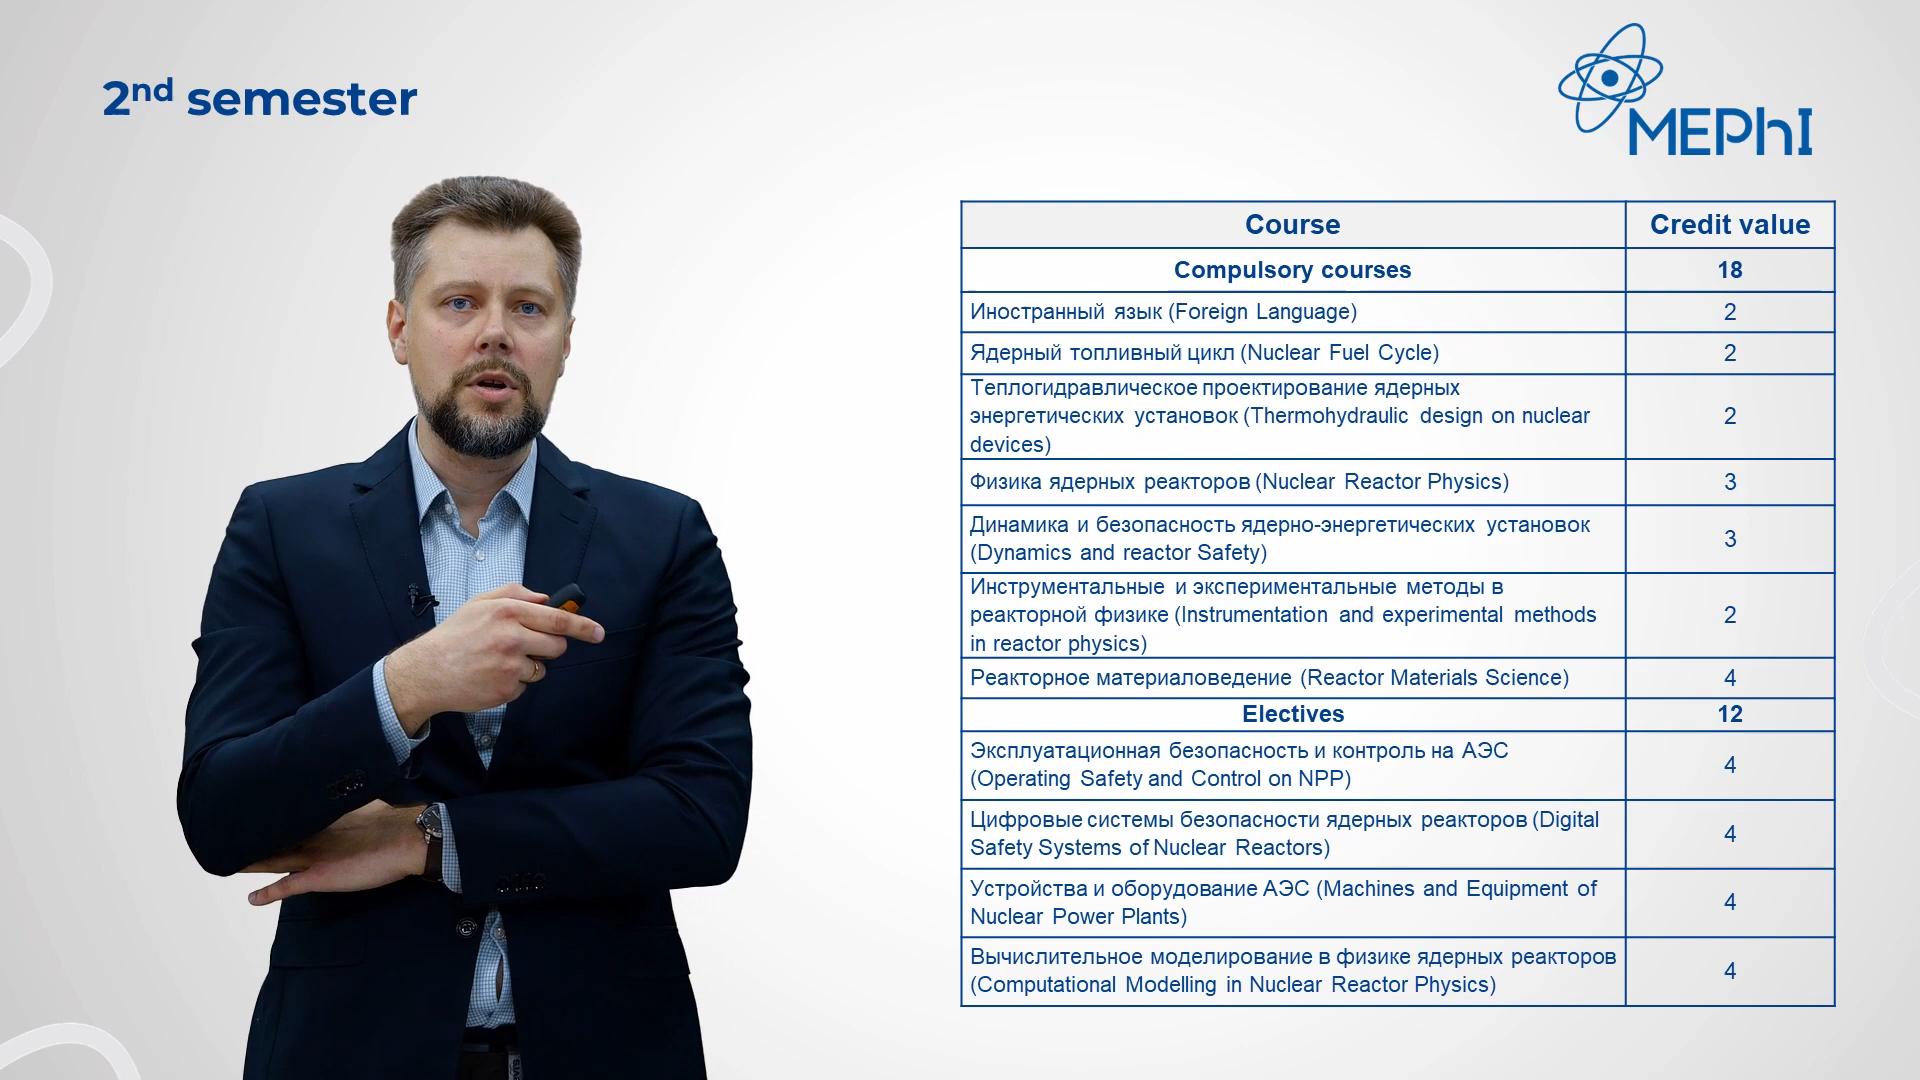 2nd semester
MEPhI
Course
Credit value
Compulsory courses
18
Иностранный язык (Foreign Language)
2
Ядерный топливный цикл (Nuclear Fuel Cycle)
2
Теплогидравлическое проектирование ядерных
энергетических установок (Thermohydraulic design on nuclear
devices)
2
Физика ядерных реакторов (Nuclear Reactor Physics)
3
Динамика и безопасность ядерно-энергетических установок
(Dynamics and reactor Safety)
3
Инструментальные и экспериментальные методы в
реакторной физике (Instrumentation and experimental methods
in reactor physics)
2
Реакторное материаловедение (Reactor Materials Science)
4
Electives
12
Эксплуатационная безопасность и контроль на АЭС
(Operating Safety and Control on NPP)
4
Цифровые системы безопасности ядерных реакторов (Digital
Safety Systems of Nuclear Reactors)
4
Устройства и оборудование АЭС (Machines and Equipment of
Nuclear Power Plants)
4
Вычислительное моделирование в физике ядерных реакторов
(Computational Modelling in Nuclear Reactor Physics)
4